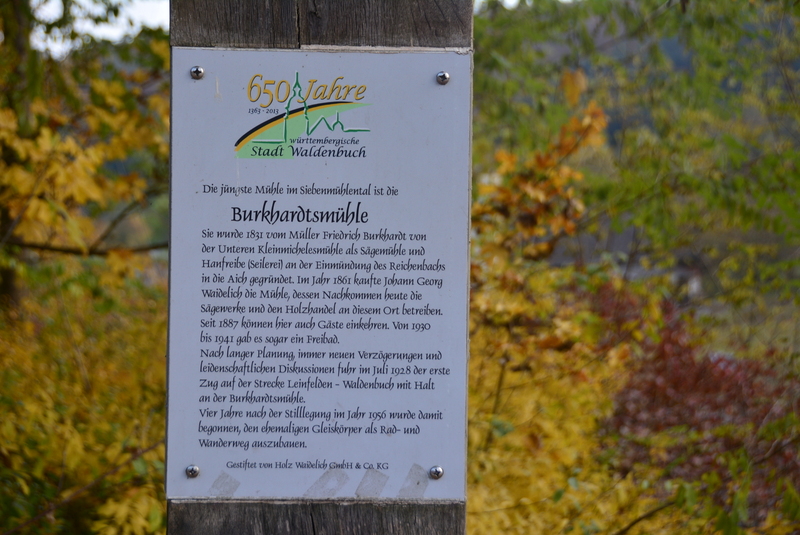 650 Jahre
1363 - 2013
württembergische
Stadt Waldenbuch
Die jüngste Mühle im Siebenmühlental ist die
Burkhardtsmühle
Sie wurde 1831 vom Müller Friedrich Burkhardt von
der Unteren Kleinmichelesmühle als Sägemühle und
Hanfreibe (Seilerei) an der Einmündung des Reichenbachs
in die Aich gegründet. Im Jahr 1861 kaufte Johann Georg
Waidelich die Mühle, dessen Nachkommen heute die
Sägewerke und den Holzhandel an diesem Ort betreiben.
Seit 1887 können hier auch Gäste einkehren. Von 1930
bis 1941 gab es sogar ein Freibad.
Nach langer Planung, immer neuen Verzögerungen und
leidenschaftlichen Diskussionen fuhr im Juli 1928 der erste
Zug auf der Strecke Leinfelden - Waldenbuch mit Halt
an der Burkhardtsmühle.
Vier Jahre nach der Stilllegung im Jahr 1956 wurde damit
begonnen, den ehemaligen Gleiskörper als Rad- und
Wanderweg auszubauen.
Gestiftet von Holz Waidelich GmbH & Co. KG